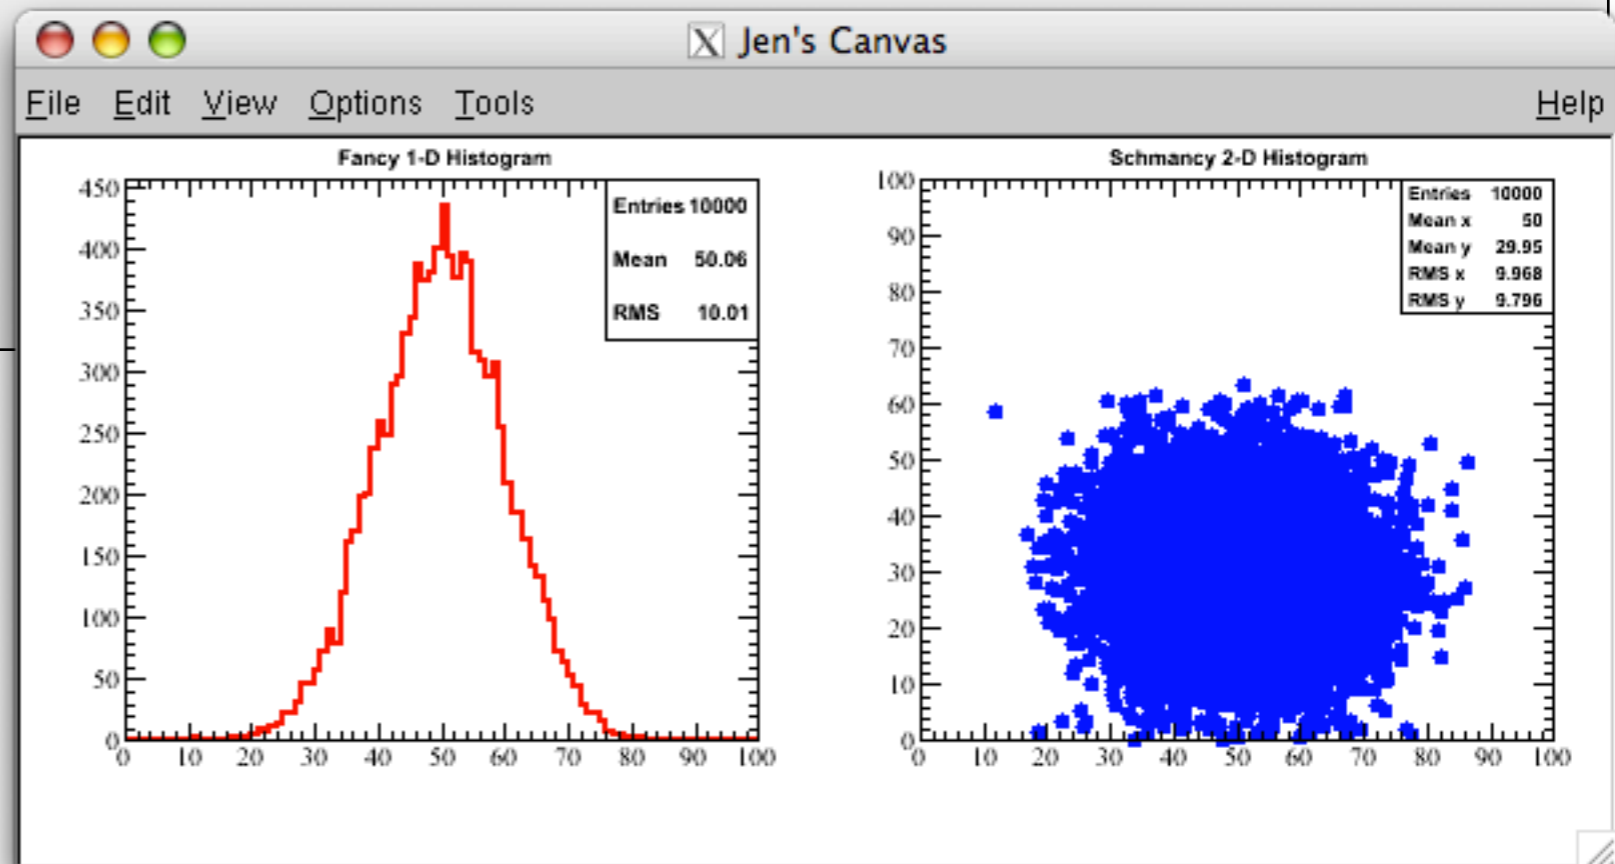 Jen's Canvas
File Edit View Options Tools Help
Fancy 1-D Histogram
Entries 10000
Mean 50.06
RMS 10.01
450
400
350
300
250
200
150
100
50
0
0 10 20 30 40 50 60 70 80 90 100
Schmancy 2-D Histogram
Entries 10000
Mean x 50
Mean y 29.95
RMS x 9.968
RMS y 9.796
100
90
80
70
60
50
40
30
20
10
0
0 10 20 30 40 50 60 70 80 90 100